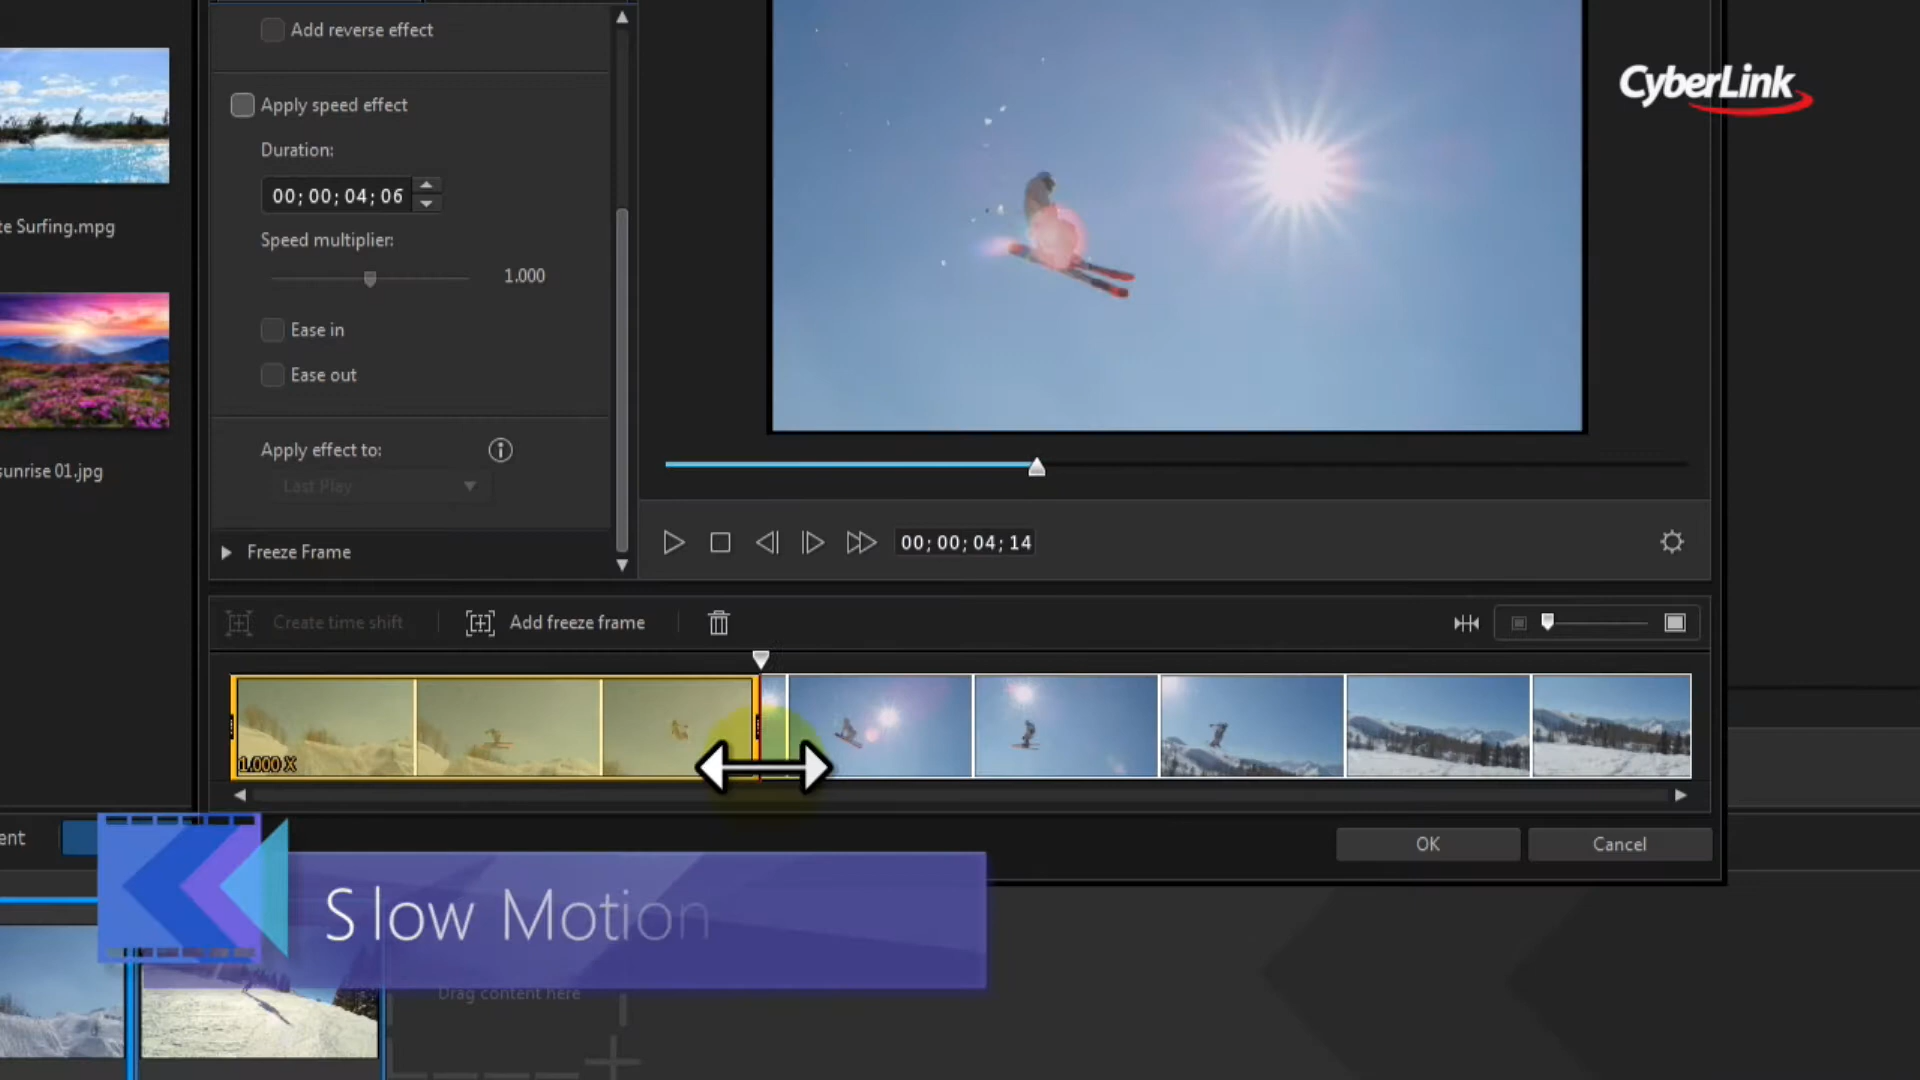 Add reverse effect
CyberLink
Apply speed effect
Duration:
00;00;04;06
te Surfing.mpg
Speed multiplier:
1.000
Ease in
Ease out
Apply effect to:
sunrise 01.jpg
Last Play
Freeze Frame
00;00;04;14
Create time shift
Add freeze frame
1.000 X
ent
OK
Cancel
Slow Motion
Drag content here